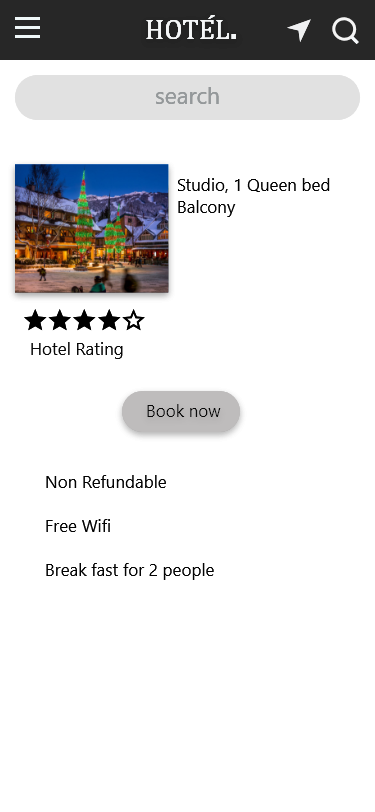 HOTÉL.
search
Studio, 1 Queen bed
Balcony
Hotel Rating
Book now
Non Refundable
Free Wifi
Break fast for 2 people